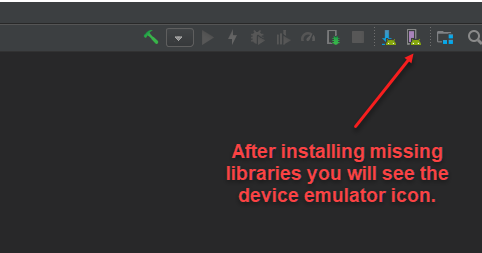 After installing missing
libraries you will see the
device emulator icon.